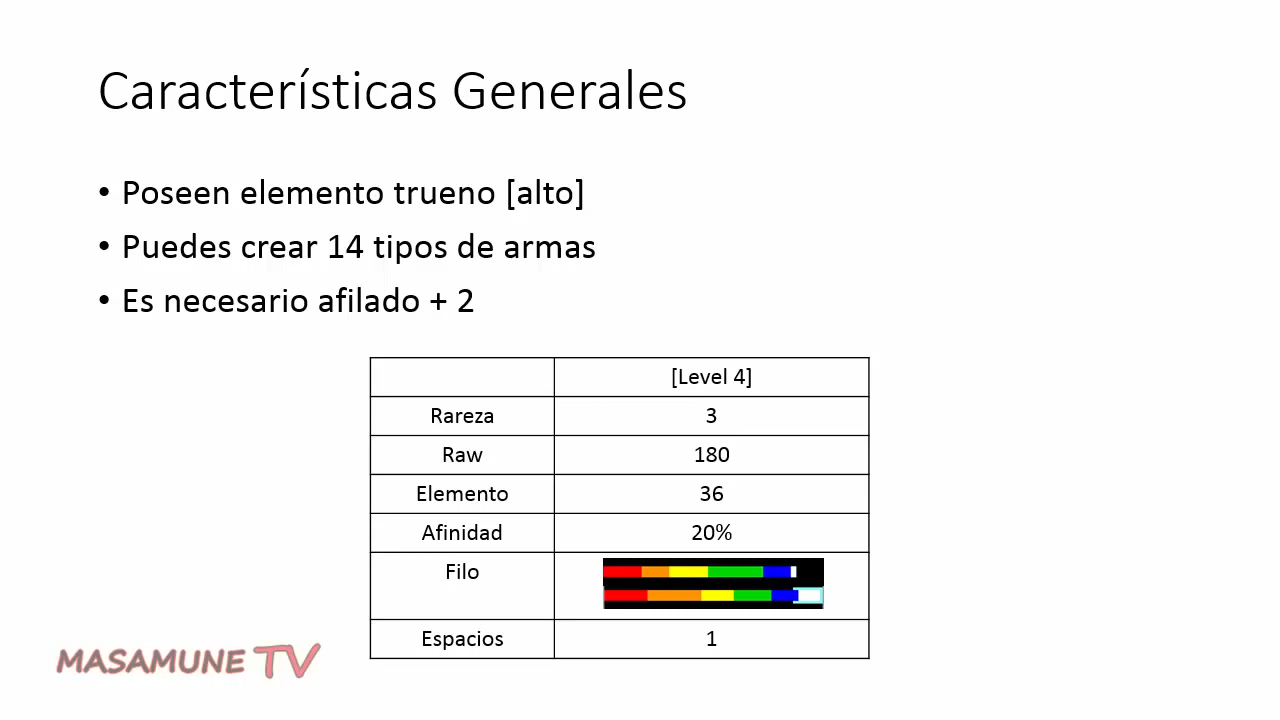 Características Generales
• Poseen elemento trueno [alto]
• Puedes crear 14 tipos de armas
• Es necesario afilado + 2
[Level 4]
Rareza 3
Raw 180
Elemento 36
Afinidad 20%
Filo
Espacios 1
MASAMUNE TV